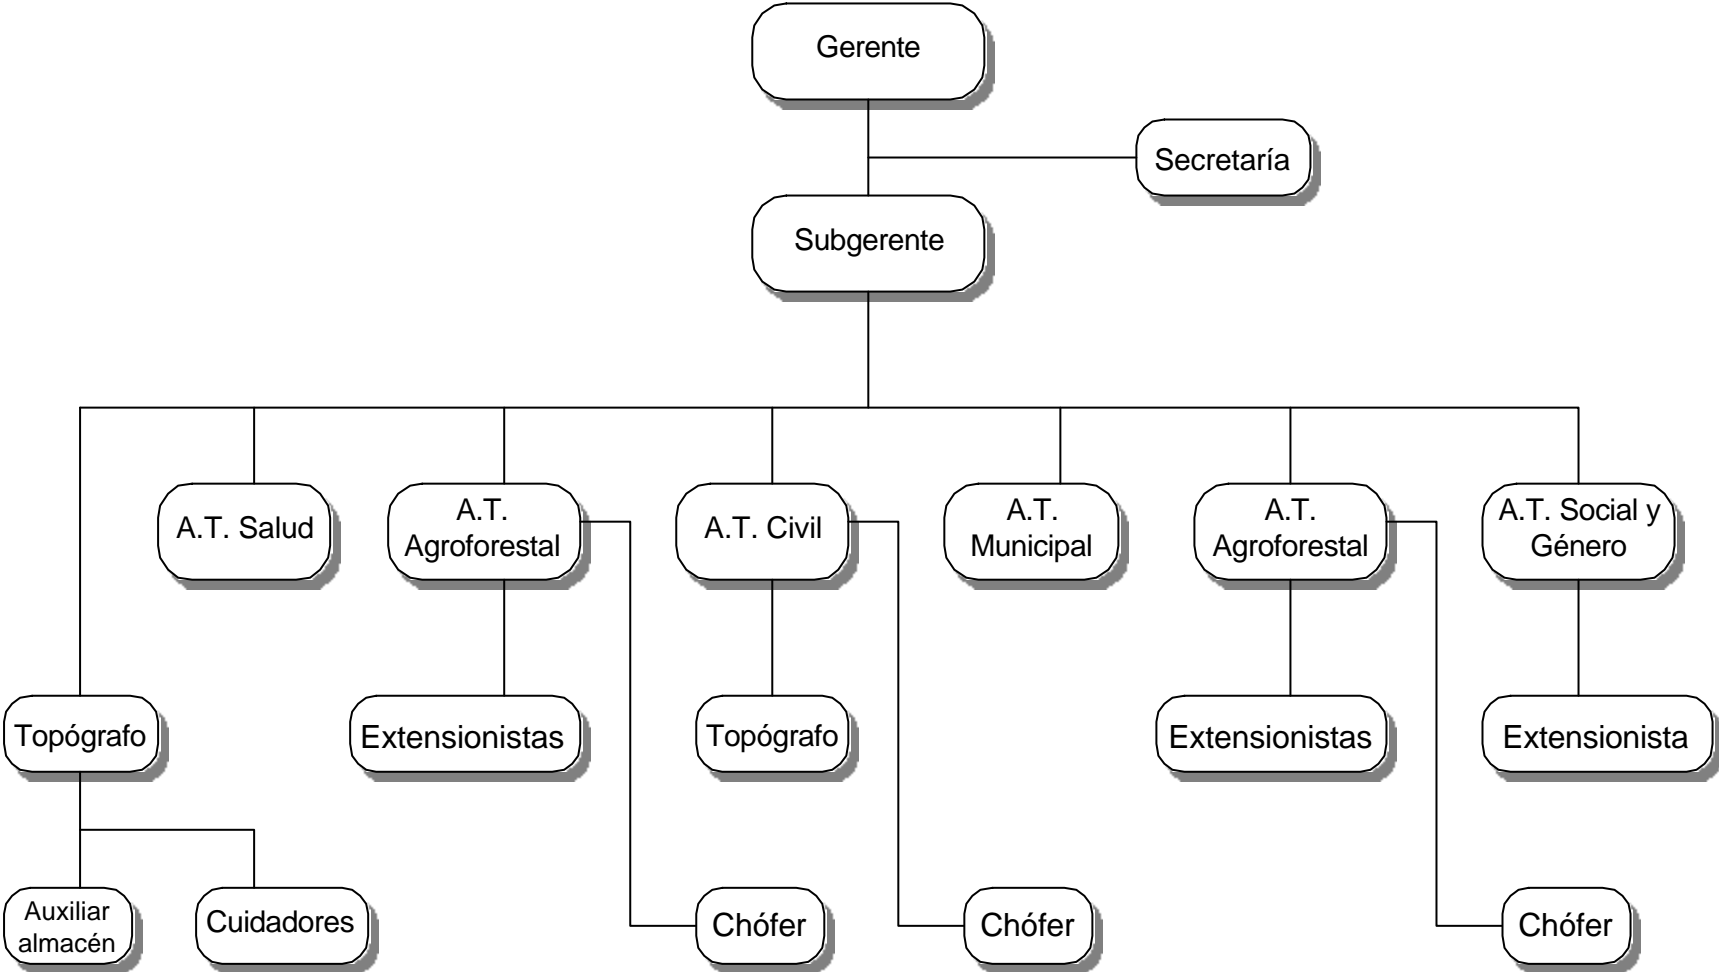 Gerente
Secretaría
Subgerente
A.T. Salud
A.T.
Agroforestal
A.T. Civil
A.T.
Municipal
A.T.
Agroforestal
A.T. Social y
Género
Topógrafo
Extensionistas
Topógrafo
Extensionistas
Extensionista
Auxiliar
almacén
Cuidadores
Chófer
Chófer
Chófer